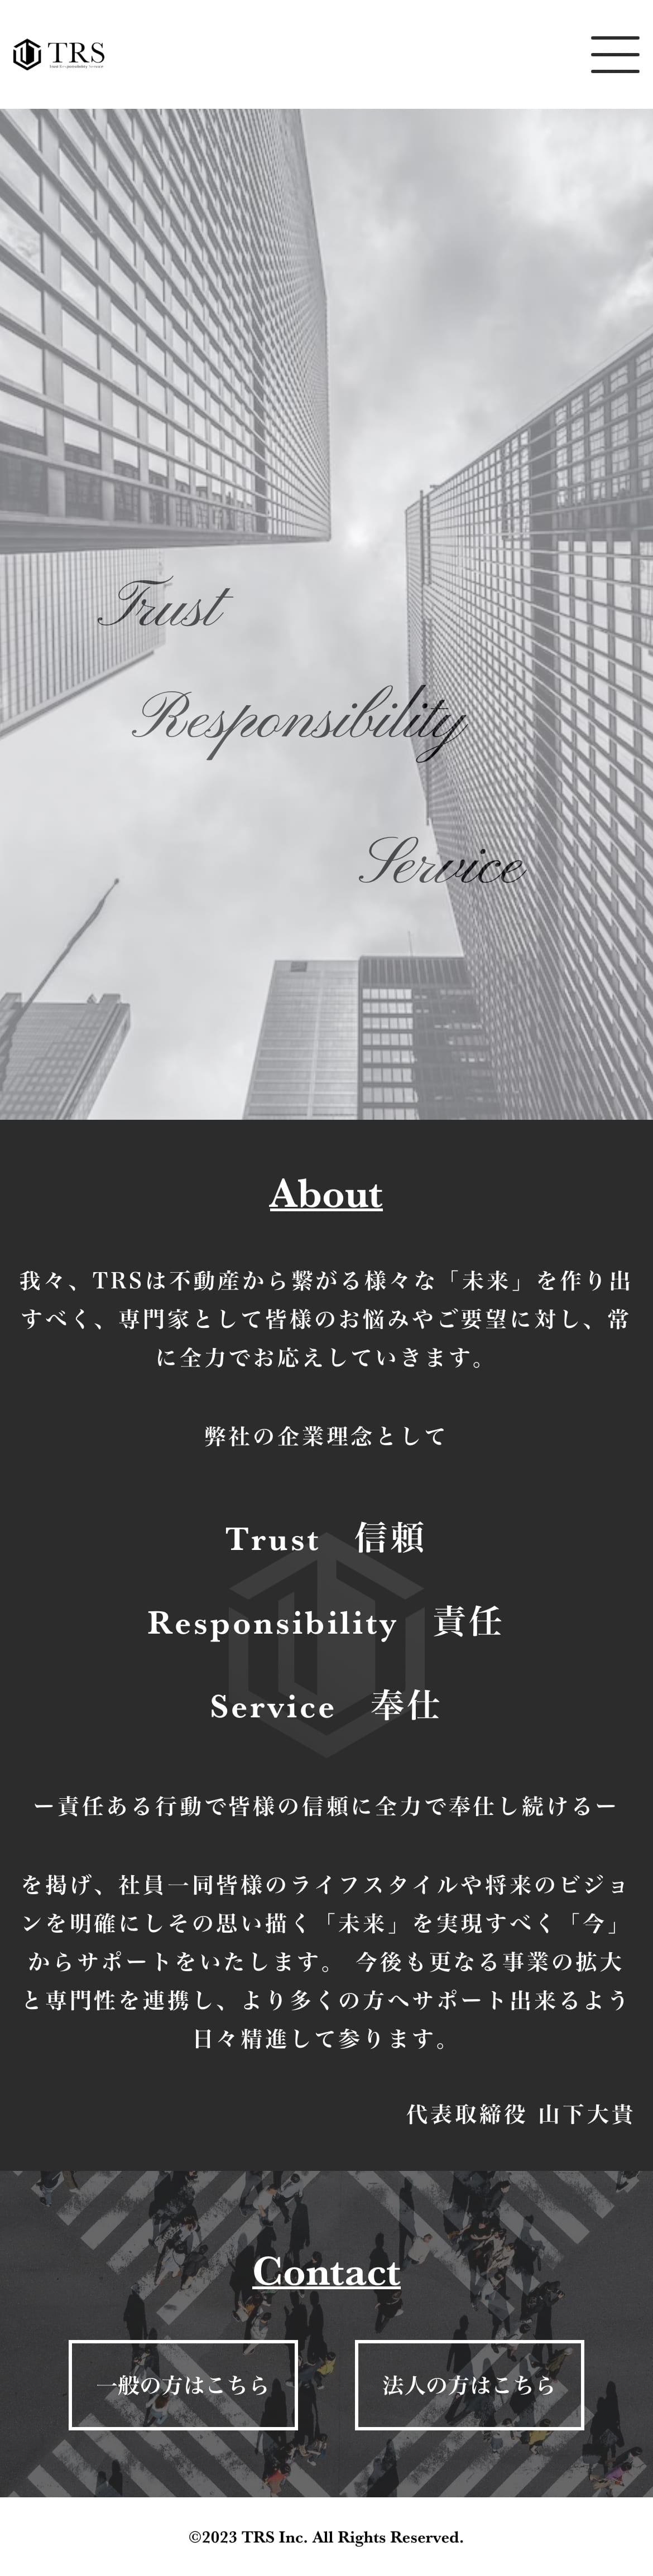 TRS
Trust Responsibility Service
Trust
Responsibility
Service
About
我々、TRSは不動産から繋がる様々な「未来」を作り出
すべく、専門家として皆様のお悩みやご要望に対し、常
に全力でお応えしていきます。
弊社の企業理念として
Trust　信頼
Responsibility　責任
Service　奉仕
ー責任ある行動で皆様の信頼に全力で奉仕し続けるー
を掲げ、社員一同皆様のライフスタイルや将来のビジョ
ンを明確にしその思い描く「未来」を実現すべく「今」
からサポートをいたします。 今後も更なる事業の拡大
と専門性を連携し、より多くの方へサポート出来るよう
日々精進して参ります。
代表取締役 山下大貴
Contact
一般の方はこちら
法人の方はこちら
©2023 TRS Inc. All Rights Reserved.